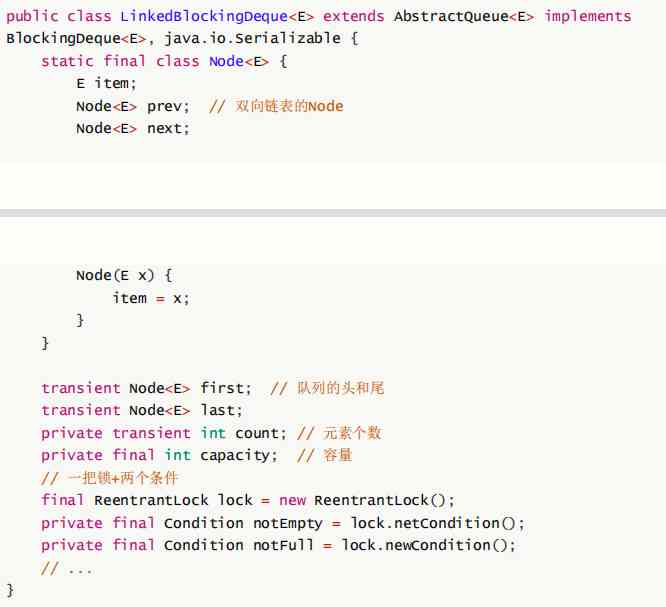 public class LinkedBlockingDeque<E> extends AbstractQueue<E> implements
BlockingDeque<E>, java.io.Serializable {
    static final class Node<E> {
        E item;
        Node<E> prev;  // 双向链表的Node
        Node<E> next;
        Node(E x) {
            item = x;
        }
    }
    transient Node<E> first;  // 队列的头和尾
    transient Node<E> last;
    private transient int count; // 元素个数
    private final int capacity;  // 容量
    // 一把锁+两个条件
    final ReentrantLock lock = new ReentrantLock();
    private final Condition notEmpty = lock.netCondition();
    private final Condition notFull = lock.newCondition();
    // ...
}